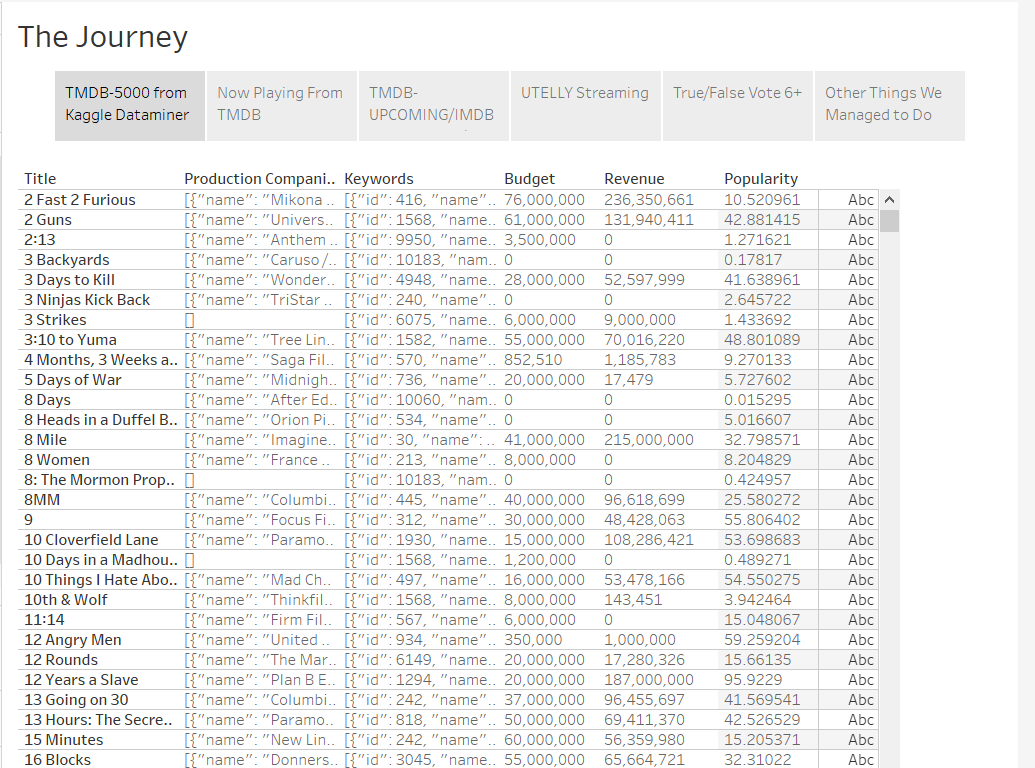 The Journey
TMDB-5000 from Kaggle Dataminer
Now Playing From TMDB
TMDB-UPCOMING/IMDB
UTELLY Streaming
True/False Vote 6+
Other Things We Managed to Do
Title Production Compani.. Keywords Budget Revenue Popularity
2 Fast 2 Furious [{"name": "Mikona .. [{"id": 416, "name".. 76,000,000 236,350,661 10.520961 Abc
2 Guns [{"name": "Univers.. [{"id": 1568, "name.. 61,000,000 131,940,411 42.881415 Abc
2:13 [{"name": "Anthem .. [{"id": 9950, "nam.. 3,500,000 0 1.271621 Abc
3 Backyards [{"name": "Caruso/.. [{"id": 10183, "nam.. 0 0 0.17817 Abc
3 Days to Kill [{"name": "Wonder.. [{"id": 4948, "name.. 28,000,000 52,597,999 41.638961 Abc
3 Ninjas Kick Back [{"name": "TriStar .. [{"id": 240, "name".. 0 0 2.645722 Abc
3 Strikes [] [{"id": 6075, "name.. 6,000,000 9,000,000 1.433692 Abc
3:10 to Yuma [{"name": "Tree Lin.. [{"id": 1582, "name.. 55,000,000 70,016,220 48.801089 Abc
4 Months, 3 Weeks a.. [{"name": "Saga Fil.. [{"id": 570, "name".. 852,510 1,185,783 9.270133 Abc
5 Days of War [{"name": "Midnigh.. [{"id": 736, "name".. 20,000,000 17,479 5.727602 Abc
8 Days [{"name": "After Ed.. [{"id": 10060, "nam.. 0 0 0.015295 Abc
8 Heads in a Duffel B.. [{"name": "Orion Pi.. [{"id": 534, "name".. 0 0 5.016607 Abc
8 Mile [{"name": "Imagine.. [{"id": 30, "name": .. 41,000,000 215,000,000 32.798571 Abc
8 Women [{"name": "France .. [{"id": 213, "name".. 8,000,000 0 8.204829 Abc
8: The Mormon Prop.. [] [{"id": 10183, "nam.. 0 0 0.424957 Abc
8MM [{"name": "Columbi.. [{"id": 445, "name".. 40,000,000 96,618,699 25.580272 Abc
9 [{"name": "Focus Fi.. [{"id": 312, "name".. 30,000,000 48,428,063 55.806402 Abc
10 Cloverfield Lane [{"name": "Paramo.. [{"id": 1930, "name.. 15,000,000 108,286,421 53.698683 Abc
10 Days in a Madhou.. [] [{"id": 1568, "name.. 1,200,000 0 0.489271 Abc
10 Things I Hate Abo.. [{"name": "Mad Ch.. [{"id": 497, "name".. 16,000,000 53,478,166 54.550275 Abc
10th & Wolf [{"name": "Thinkfil.. [{"id": 1568, "name.. 8,000,000 143,451 3.942464 Abc
11:14 [{"name": "Firm Fil.. [{"id": 567, "name".. 6,000,000 0 15.048067 Abc
12 Angry Men [{"name": "United .. [{"id": 934, "name".. 350,000 1,000,000 59.259204 Abc
12 Rounds [{"name": "The Mar.. [{"id": 6149, "name.. 20,000,000 17,280,326 15.66135 Abc
12 Years a Slave [{"name": "Plan B E.. [{"id": 1294, "name.. 20,000,000 187,000,000 95.9229 Abc
13 Going on 30 [{"name": "Columbi.. [{"id": 242, "name".. 37,000,000 96,455,697 41.569541 Abc
13 Hours: The Secre.. [{"name": "Paramo.. [{"id": 818, "name".. 50,000,000 69,411,370 42.526529 Abc
15 Minutes [{"name": "New Lin.. [{"id": 242, "name".. 60,000,000 56,359,980 15.205371 Abc
16 Blocks [{"name": "Donners.. [{"id": 3045, "name.. 55,000,000 65,664,721 32.31022 Abc